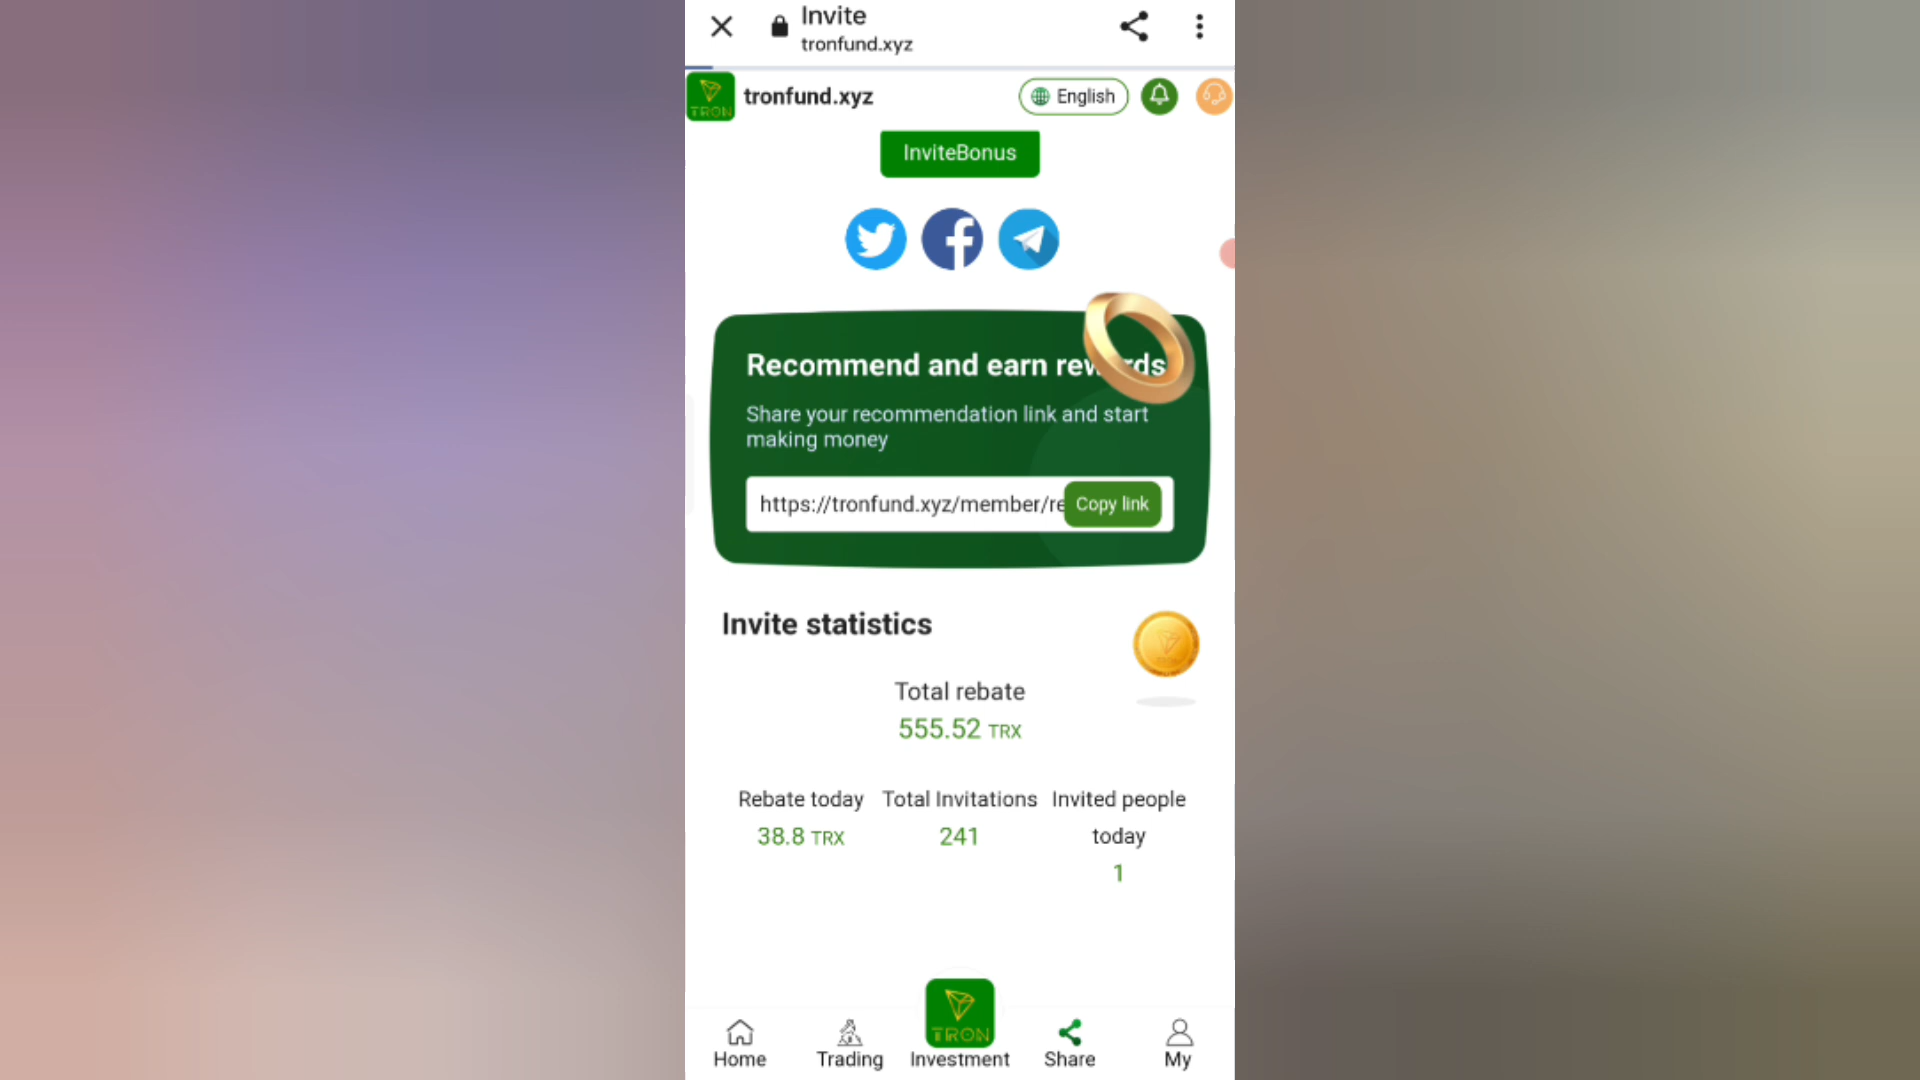 Invite
tronfund.xyz
TRON
tronfund.xyz
English
InviteBonus
Recommend and earn
Share your recommendation link and start
making money
https://tronfund.xyz/member/re
Copy link
Invite statistics
Total rebate
555.52 TRX
Rebate today
38.8 TRX
Total Invitations
241
Invited people
today
1
TRON
Home
Trading
Investment
Share
My